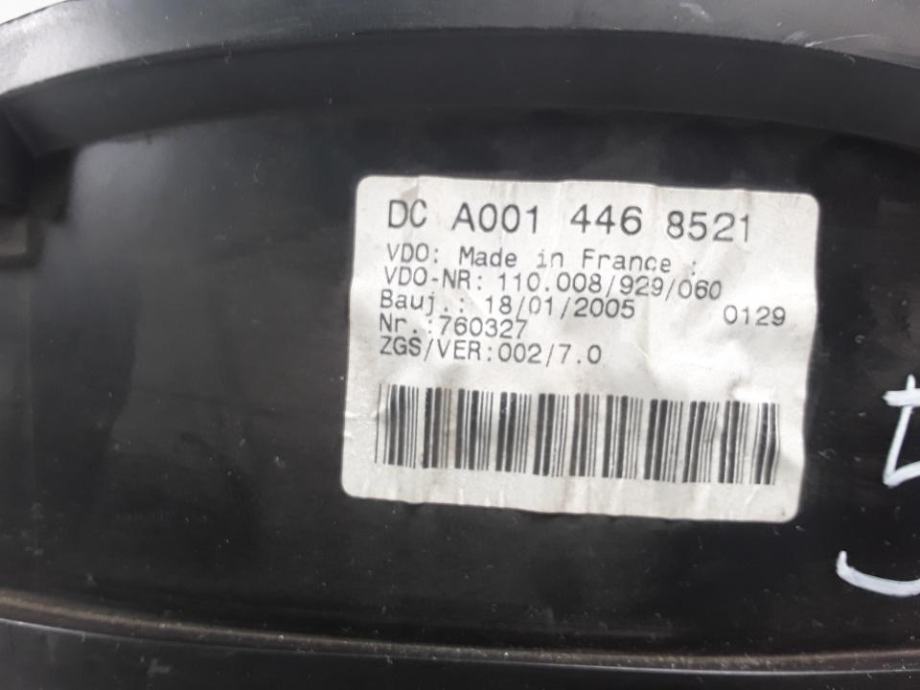 DC A001 446 8521
VDO: Made in France :
VDO-NR: 110.008/929/060
Bauj.: 18/01/2005 0129
Nr.:760327
ZGS/VER:002/7.0